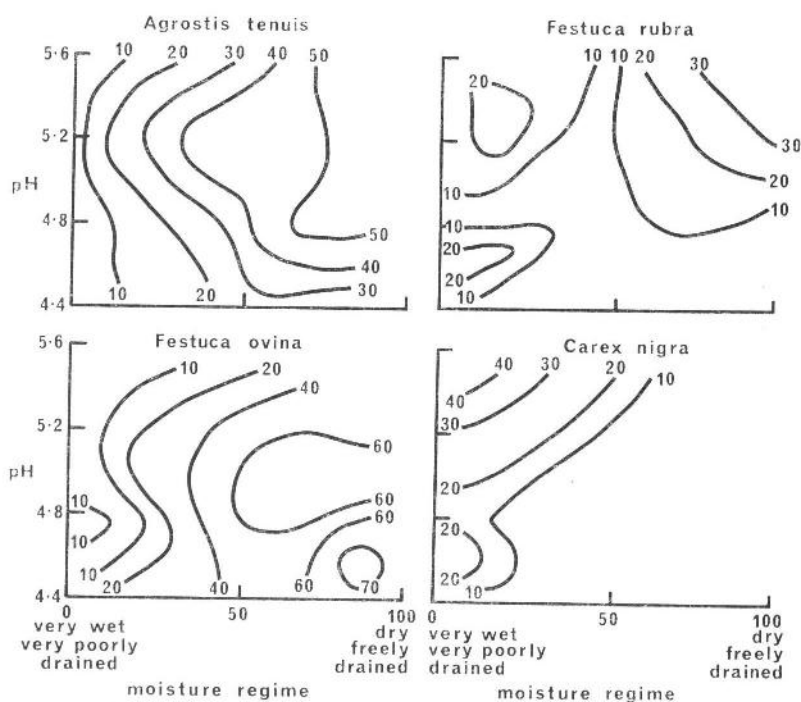 Agrostis tenuis
Festuca rubra
10 20 30 40 50
10 10 20 30
5·6
20
5·2
30
pH
20
10
10
4·8
10
50
20
40
20
10 20 30
10
4·4
Festuca ovina
Carex nigra
5·6
10 20 40
40 30 20 10
40
5·2
30
60
pH
20
10
60
4·8
60
20
10
10 20 40 60 70
20 10
4·4
0 50 100
0 50 100
very wet
very poorly
drained
dry
freely
drained
very wet
very poorly
drained
dry
freely
drained
moisture regime
moisture regime